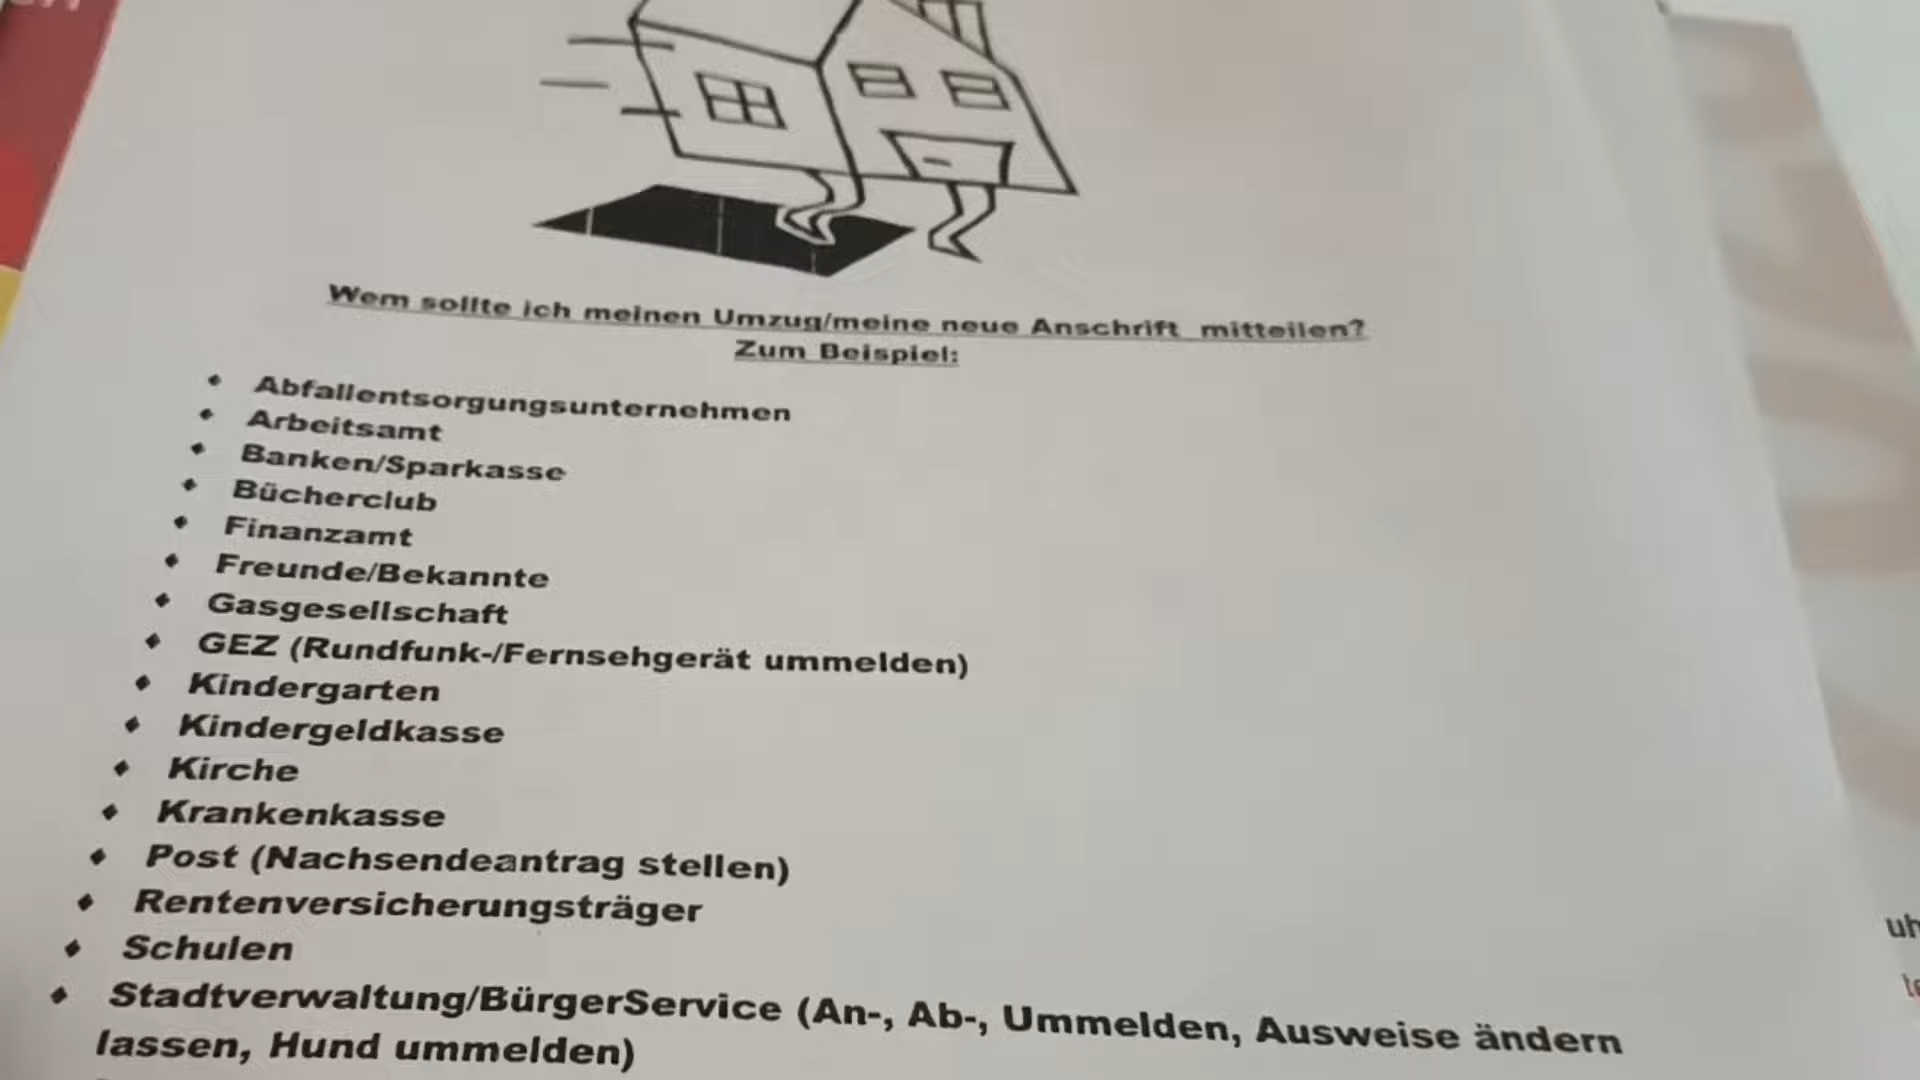 Wem sollte ich meinen Umzug/meine neue Anschrift mitteilen?
Zum Beispiel:
Abfallentsorgungsunternehmen
Arbeitsamt
Banken/Sparkasse
Bücherclub
Finanzamt
Freunde/Bekannte
Gasgesellschaft
GEZ (Rundfunk-/Fernsehgerät ummelden)
Kindergarten
Kindergeldkasse
Kirche
Krankenkasse
Post (Nachsendeantrag stellen)
Rentenversicherungsträger
Schulen
Stadtverwaltung/BürgerService (An-, Ab-, Ummelden, Ausweise ändern
lassen, Hund ummelden)